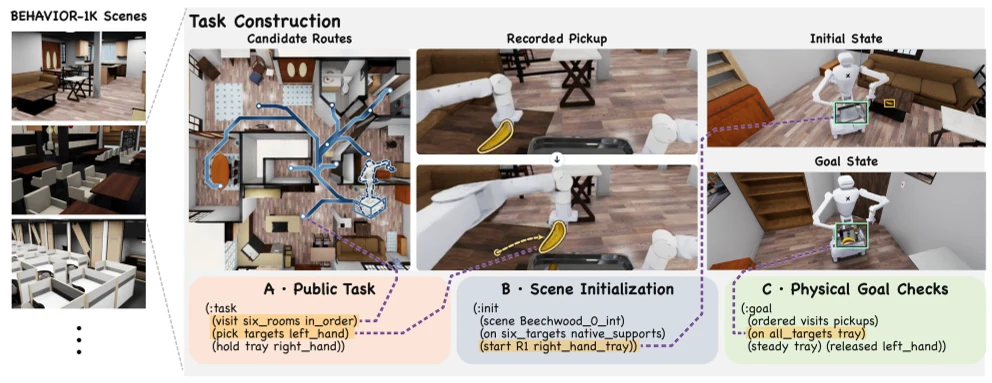 BEHAVIOR-1K Scenes
Task Construction
Candidate Routes
Recorded Pickup
Initial State
Goal State
A · Public Task
(:task
(visit six_rooms in_order)
(pick targets left_hand)
(hold tray right_hand))
B · Scene Initialization
(:init
(scene Beechwood_0_int)
(on six_targets native_supports)
(start R1 right_hand_tray))
C · Physical Goal Checks
(:goal
(ordered visits pickups)
(on all_targets tray)
(steady tray) (released left_hand))